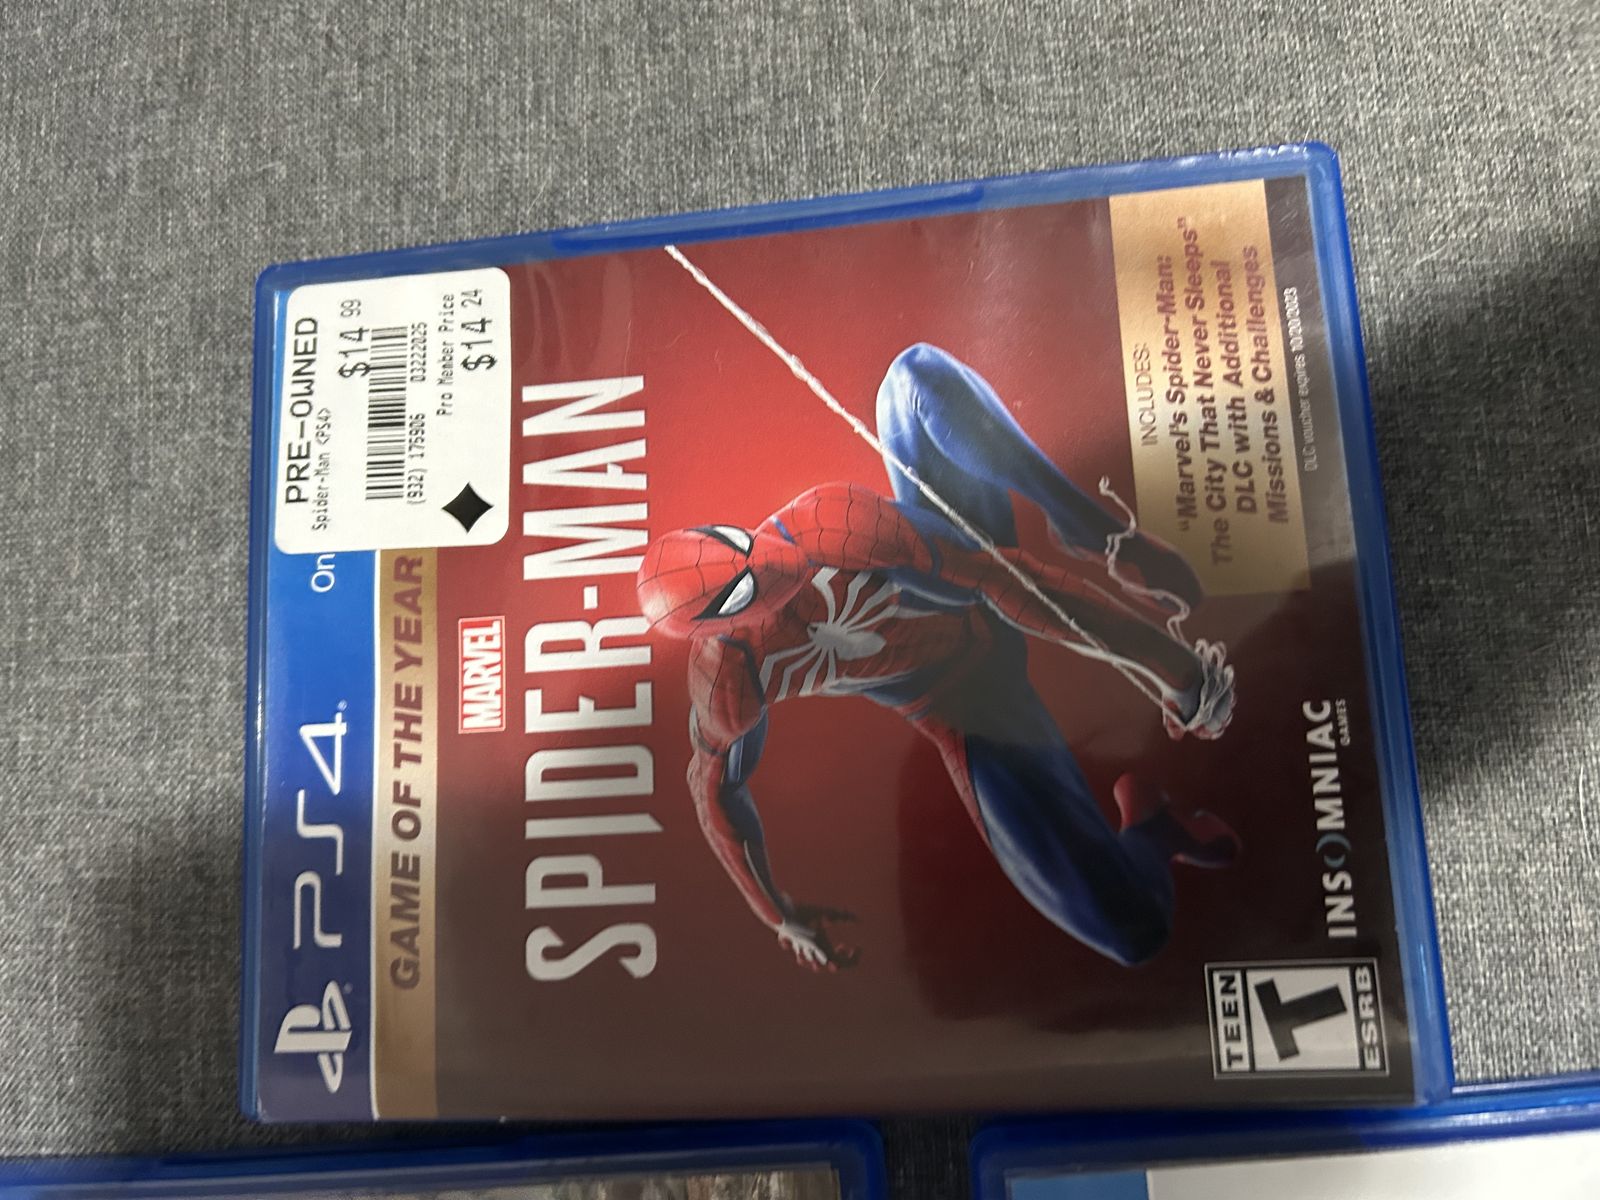 PS4
On
GAME OF THE YEAR
PRE-OWNED
Spider-Man <PS4>
$14 99
(932) 175906 03222025
Pro Member Price
$14 24
MARVEL
SPIDER-MAN
INCLUDES:
"Marvel's Spider-Man:
The City That Never Sleeps"
DLC with Additional
Missions & Challenges
DLC voucher expires 10/20/2023
TEEN
T
ESRB
INSOMNIAC
GAMES